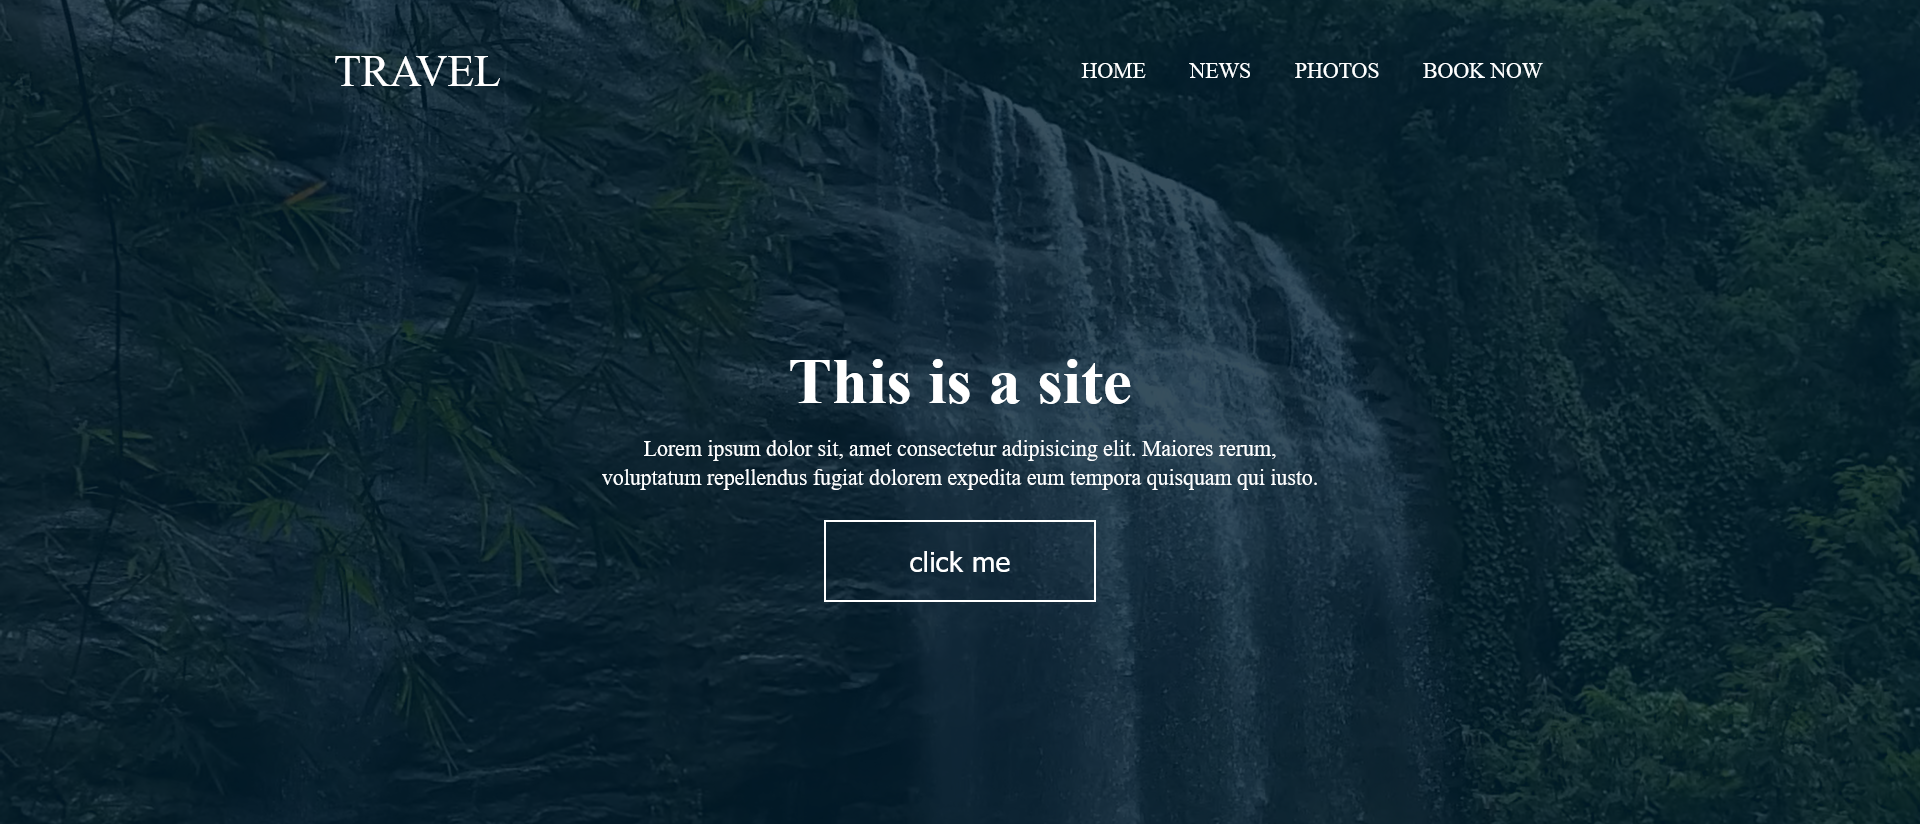 TRAVEL
HOME NEWS PHOTOS BOOK NOW
This is a site
Lorem ipsum dolor sit, amet consectetur adipisicing elit. Maiores rerum,
voluptatum repellendus fugiat dolorem expedita eum tempora quisquam qui iusto.
click me